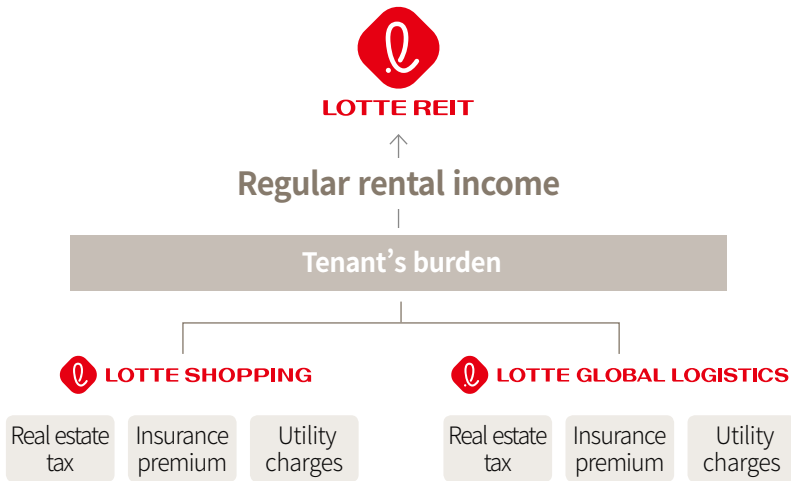 LOTTE REIT
Regular rental income
Tenant’s burden
LOTTE SHOPPING
LOTTE GLOBAL LOGISTICS
Real estate
tax
Insurance
premium
Utility
charges
Real estate
tax
Insurance
premium
Utility
charges